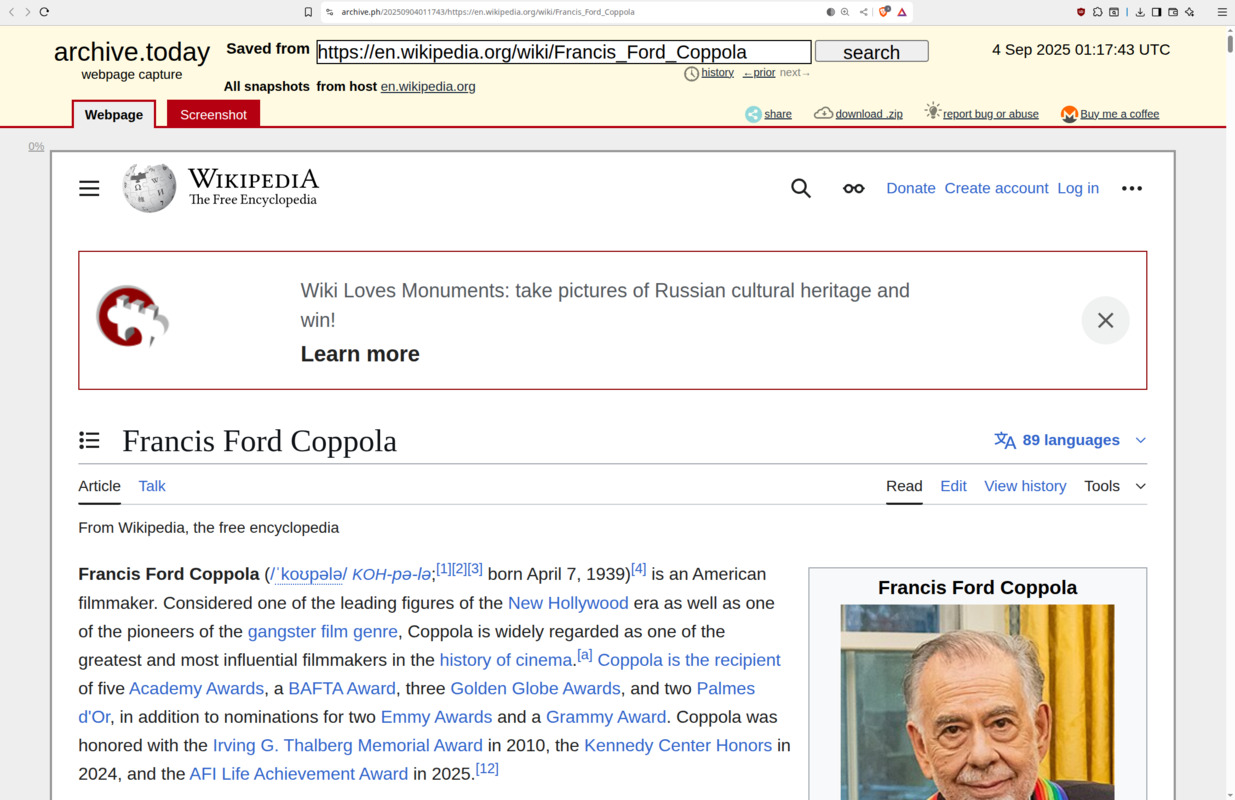 archive.ph/20250904011743/https://en.wikipedia.org/wiki/Francis_Ford_Coppola
archive.today
webpage capture
Saved from https://en.wikipedia.org/wiki/Francis_Ford_Coppola search
4 Sep 2025 01:17:43 UTC
history ←prior next→
All snapshots from host en.wikipedia.org
Webpage Screenshot
share download .zip report bug or abuse Buy me a coffee
0%
WIKIPEDIA
The Free Encyclopedia
Donate Create account Log in
Wiki Loves Monuments: take pictures of Russian cultural heritage and
win!
Learn more
Francis Ford Coppola
89 languages
Article Talk Read Edit View history Tools
From Wikipedia, the free encyclopedia
Francis Ford Coppola (/ˈkoʊpələ/ KOH-pə-lə;[1][2][3] born April 7, 1939)[4] is an American
filmmaker. Considered one of the leading figures of the New Hollywood era as well as one
of the pioneers of the gangster film genre, Coppola is widely regarded as one of the
greatest and most influential filmmakers in the history of cinema.[a] Coppola is the recipient
of five Academy Awards, a BAFTA Award, three Golden Globe Awards, and two Palmes
d'Or, in addition to nominations for two Emmy Awards and a Grammy Award. Coppola was
honored with the Irving G. Thalberg Memorial Award in 2010, the Kennedy Center Honors in
2024, and the AFI Life Achievement Award in 2025.[12]
Francis Ford Coppola